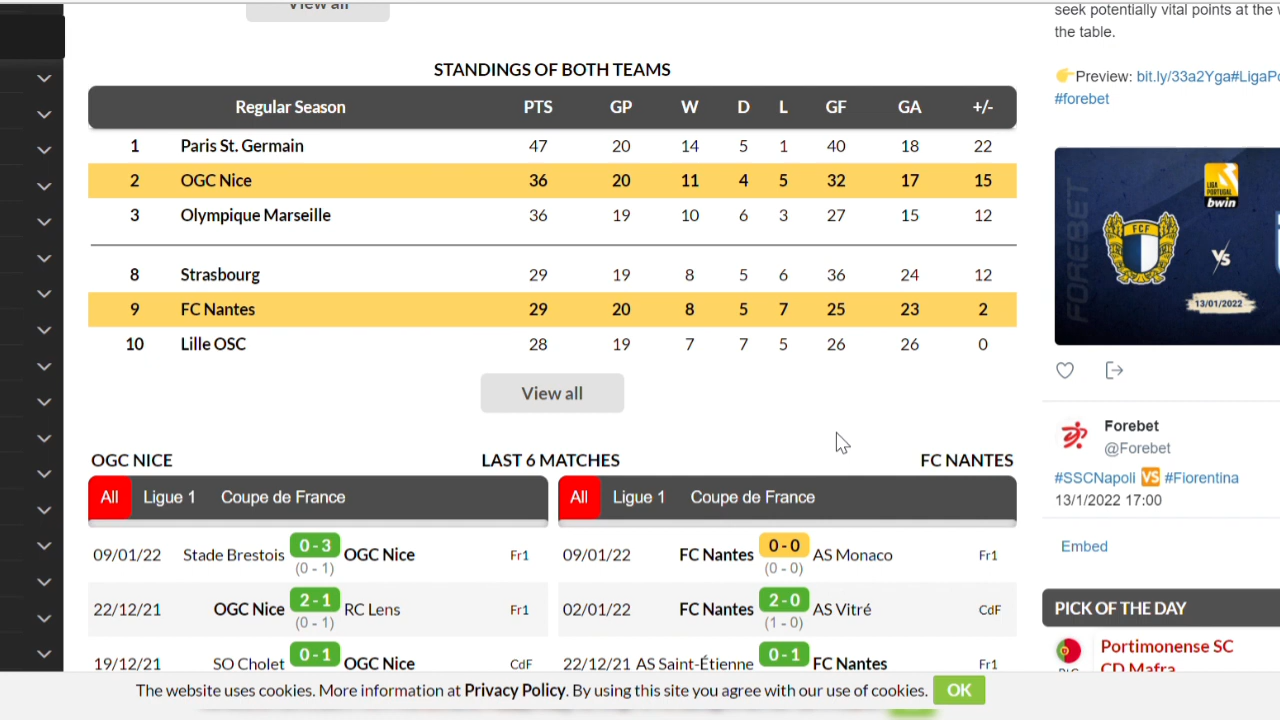 View all
STANDINGS OF BOTH TEAMS
Regular Season PTS GP W D L GF GA +/-
1 Paris St. Germain 47 20 14 5 1 40 18 22
2 OGC Nice 36 20 11 4 5 32 17 15
3 Olympique Marseille 36 19 10 6 3 27 15 12
8 Strasbourg 29 19 8 5 6 36 24 12
9 FC Nantes 29 20 8 5 7 25 23 2
10 Lille OSC 28 19 7 7 5 26 26 0
View all
OGC NICE LAST 6 MATCHES FC NANTES
All Ligue 1 Coupe de France
09/01/22 Stade Brestois 0 - 3 OGC Nice Fr1
(0 - 1)
22/12/21 OGC Nice 2 - 1 RC Lens Fr1
(0 - 1)
19/12/21 SO Cholet 0 - 1 OGC Nice CdF
All Ligue 1 Coupe de France
09/01/22 FC Nantes 0 - 0 AS Monaco Fr1
(0 - 0)
02/01/22 FC Nantes 2 - 0 AS Vitré CdF
(1 - 0)
22/12/21 AS Saint-Étienne 0 - 1 FC Nantes Fr1
seek potentially vital points at the
the table.
👉Preview: bit.ly/33a2Yga#LigaPo
#forebet
FOREBET
LIGA
PORTUGAL
bwin
FCF
VS
13/01/2022
Forebet
@Forebet
#SSCNapoli 🆚 #Fiorentina
13/1/2022 17:00
Embed
PICK OF THE DAY
Portimonense SC
CD Mafra
The website uses cookies. More information at Privacy Policy. By using this site you agree with our use of cookies. OK